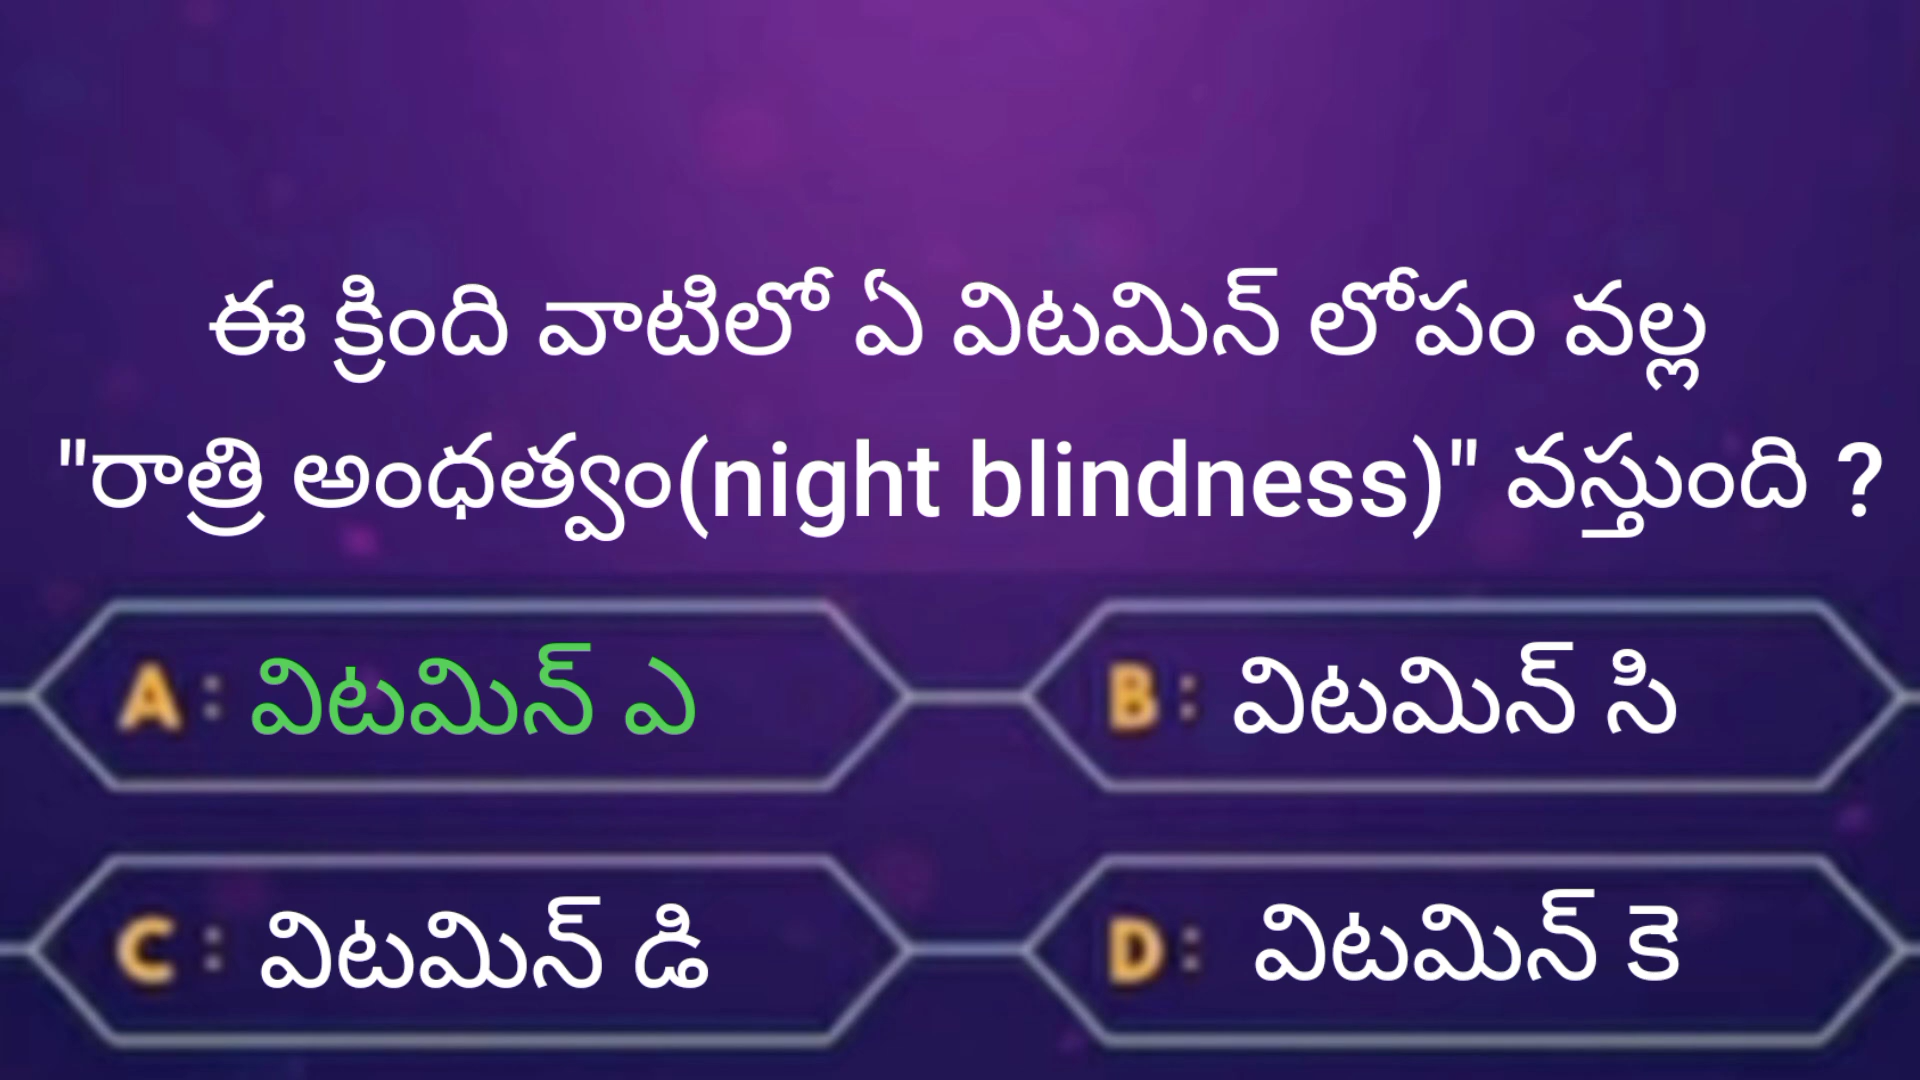 ఈ క్రింది వాటిలో ఏ విటమిన్ లోపం వల్ల
"రాత్రి అంధత్వం(night blindness)" వస్తుంది ?
A : విటమిన్ ఎ
B : విటమిన్ సి
C : విటమిన్ డి
D : విటమిన్ కె